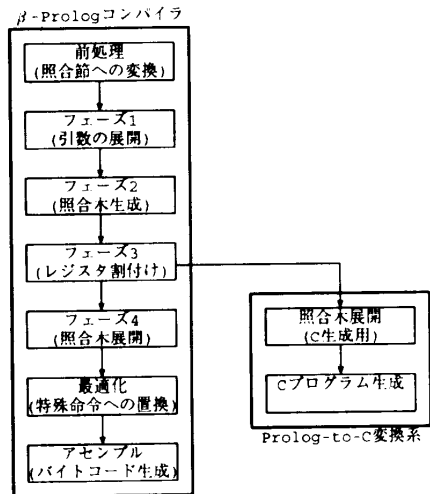 β-Prologコンパイラ
前処理
(照合節への変換)
フェーズ1
(引数の展開)
フェーズ2
(照合木生成)
フェーズ3
(レジスタ割付け)
フェーズ4
(照合木展開)
最適化
(特殊命令への置換)
アセンブル
(バイトコード生成)
照合木展開
(C生成用)
Cプログラム生成
Prolog-to-C変換系